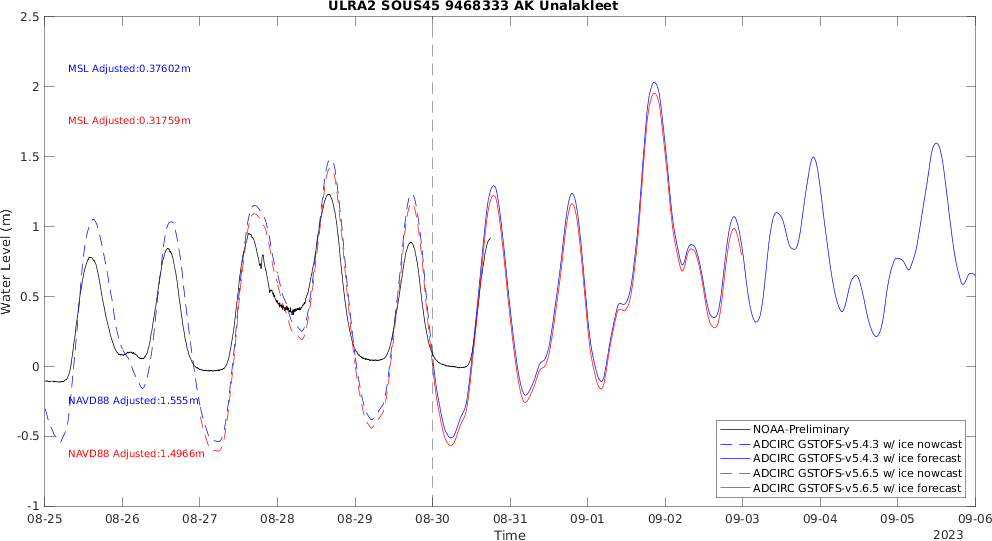 ULRA2 SOUS45 9468333 AK Unalakleet
2.5
2
1.5
1
0.5
0
-0.5
-1
Water Level (m)
MSL Adjusted:0.37602m
MSL Adjusted:0.31759m
NAVD88 Adjusted:1.555m
NAVD88 Adjusted:1.4966m
NOAA-Preliminary
ADCIRC GSTOFS-v5.4.3 w/ ice nowcast
ADCIRC GSTOFS-v5.4.3 w/ ice forecast
ADCIRC GSTOFS-v5.6.5 w/ ice nowcast
ADCIRC GSTOFS-v5.6.5 w/ ice forecast
08-25 08-26 08-27 08-28 08-29 08-30 08-31 09-01 09-02 09-03 09-04 09-05 09-06
Time
2023